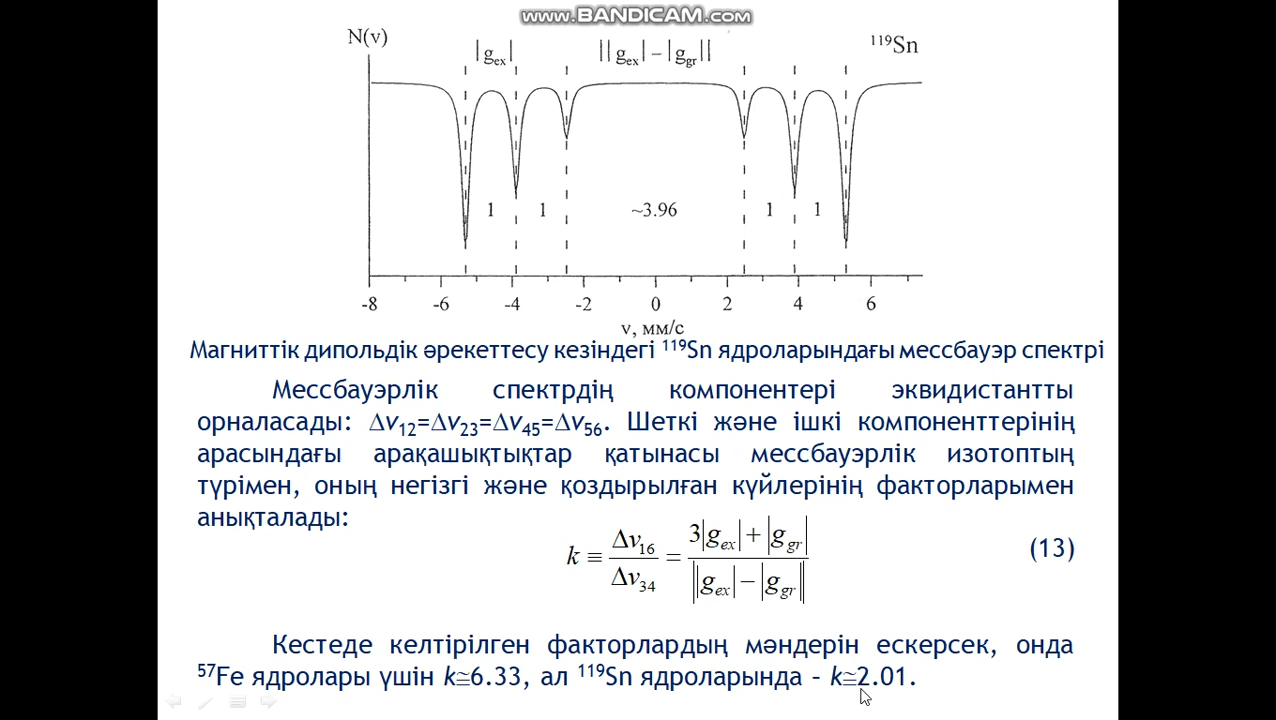 www.BANDICAM.com
N(v) |g_ex| ||g_ex| – |g_gr|| ¹¹⁹Sn
1 1 ~3.96 1 1
-8 -6 -4 -2 0 2 4 6
v, мм/с
Магниттік дипольдік әрекеттесу кезіндегі ¹¹⁹Sn ядроларындағы мессбауэр спектрі
Мессбауэрлік спектрдің компонентері эквидистантты
орналасады: Δv₁₂=Δv₂₃=Δv₄₅=Δv₅₆. Шеткі және ішкі компоненттерінің
арасындағы арақашықтықтар қатынасы мессбауэрлік изотоптың
түрімен, оның негізгі және қоздырылған күйлерінің факторларымен
анықталады:
k ≡ Δv₁₆/Δv₃₄ = (3|g_ex| + |g_gr|)/||g_ex| – |g_gr|| (13)
Кестеде келтірілген факторлардың мәндерін ескерсек, онда
⁵⁷Fe ядролары үшін k≅6.33, ал ¹¹⁹Sn ядроларында – k≅2.01.